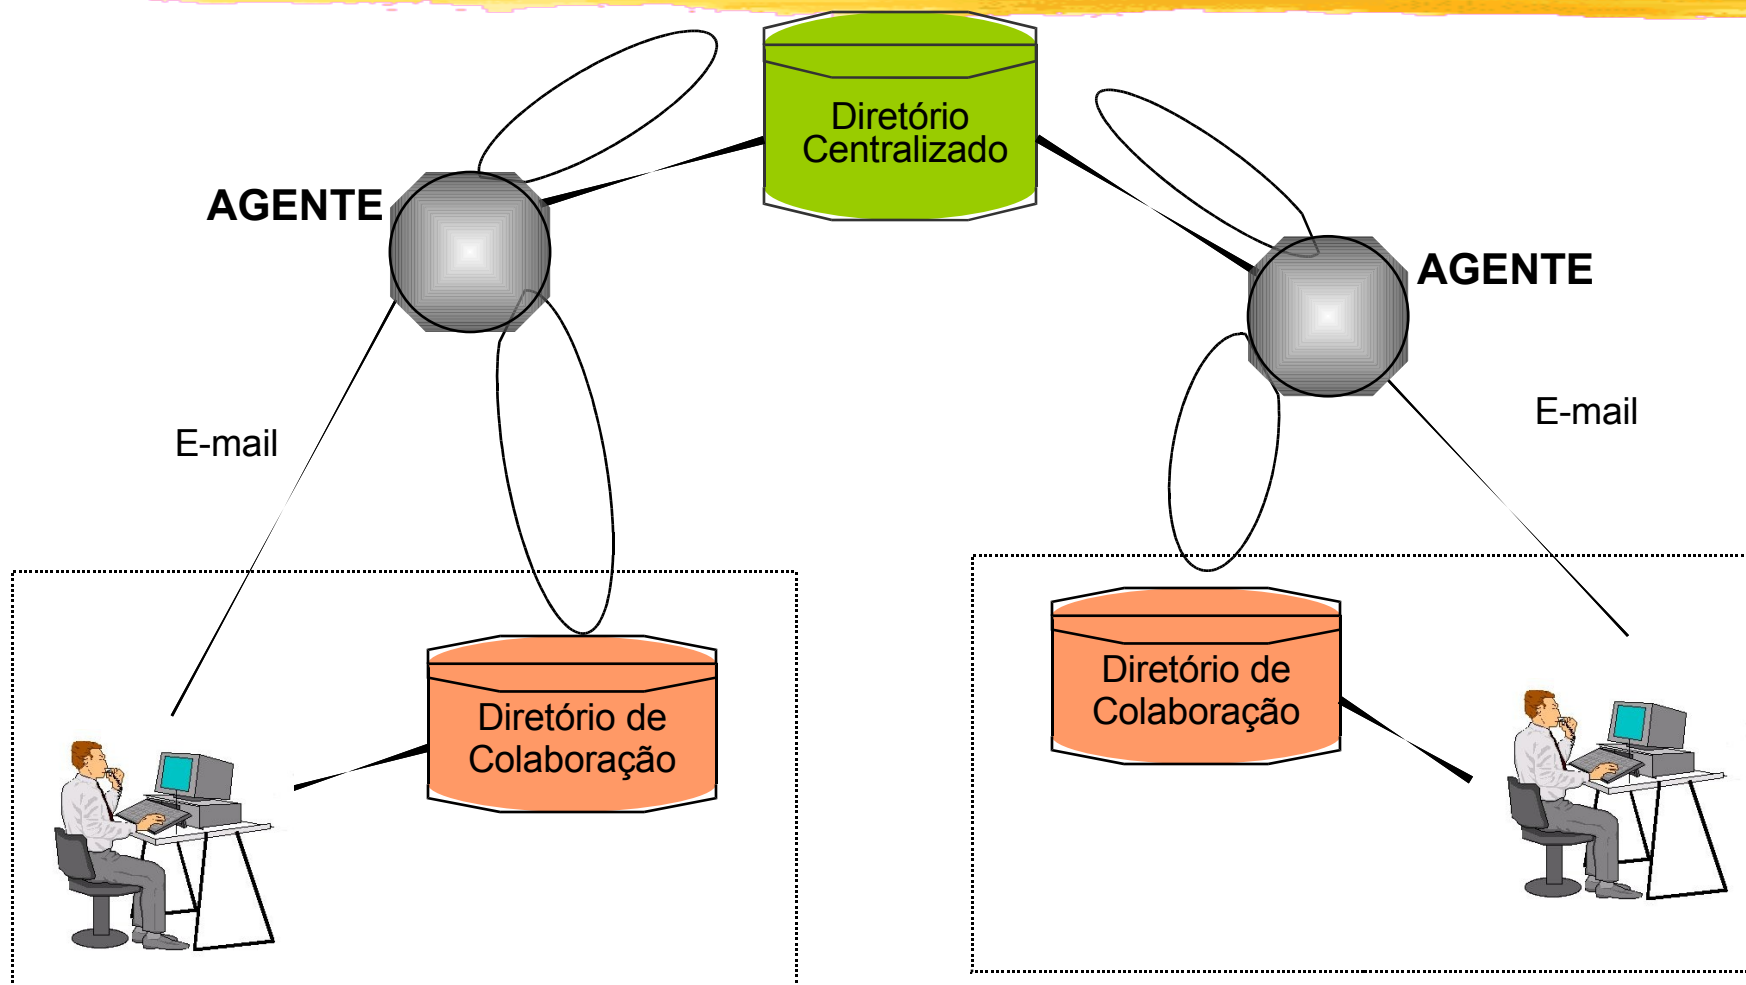 Diretório
Centralizado
AGENTE
AGENTE
E-mail
E-mail
Diretório de
Colaboração
Diretório de
Colaboração